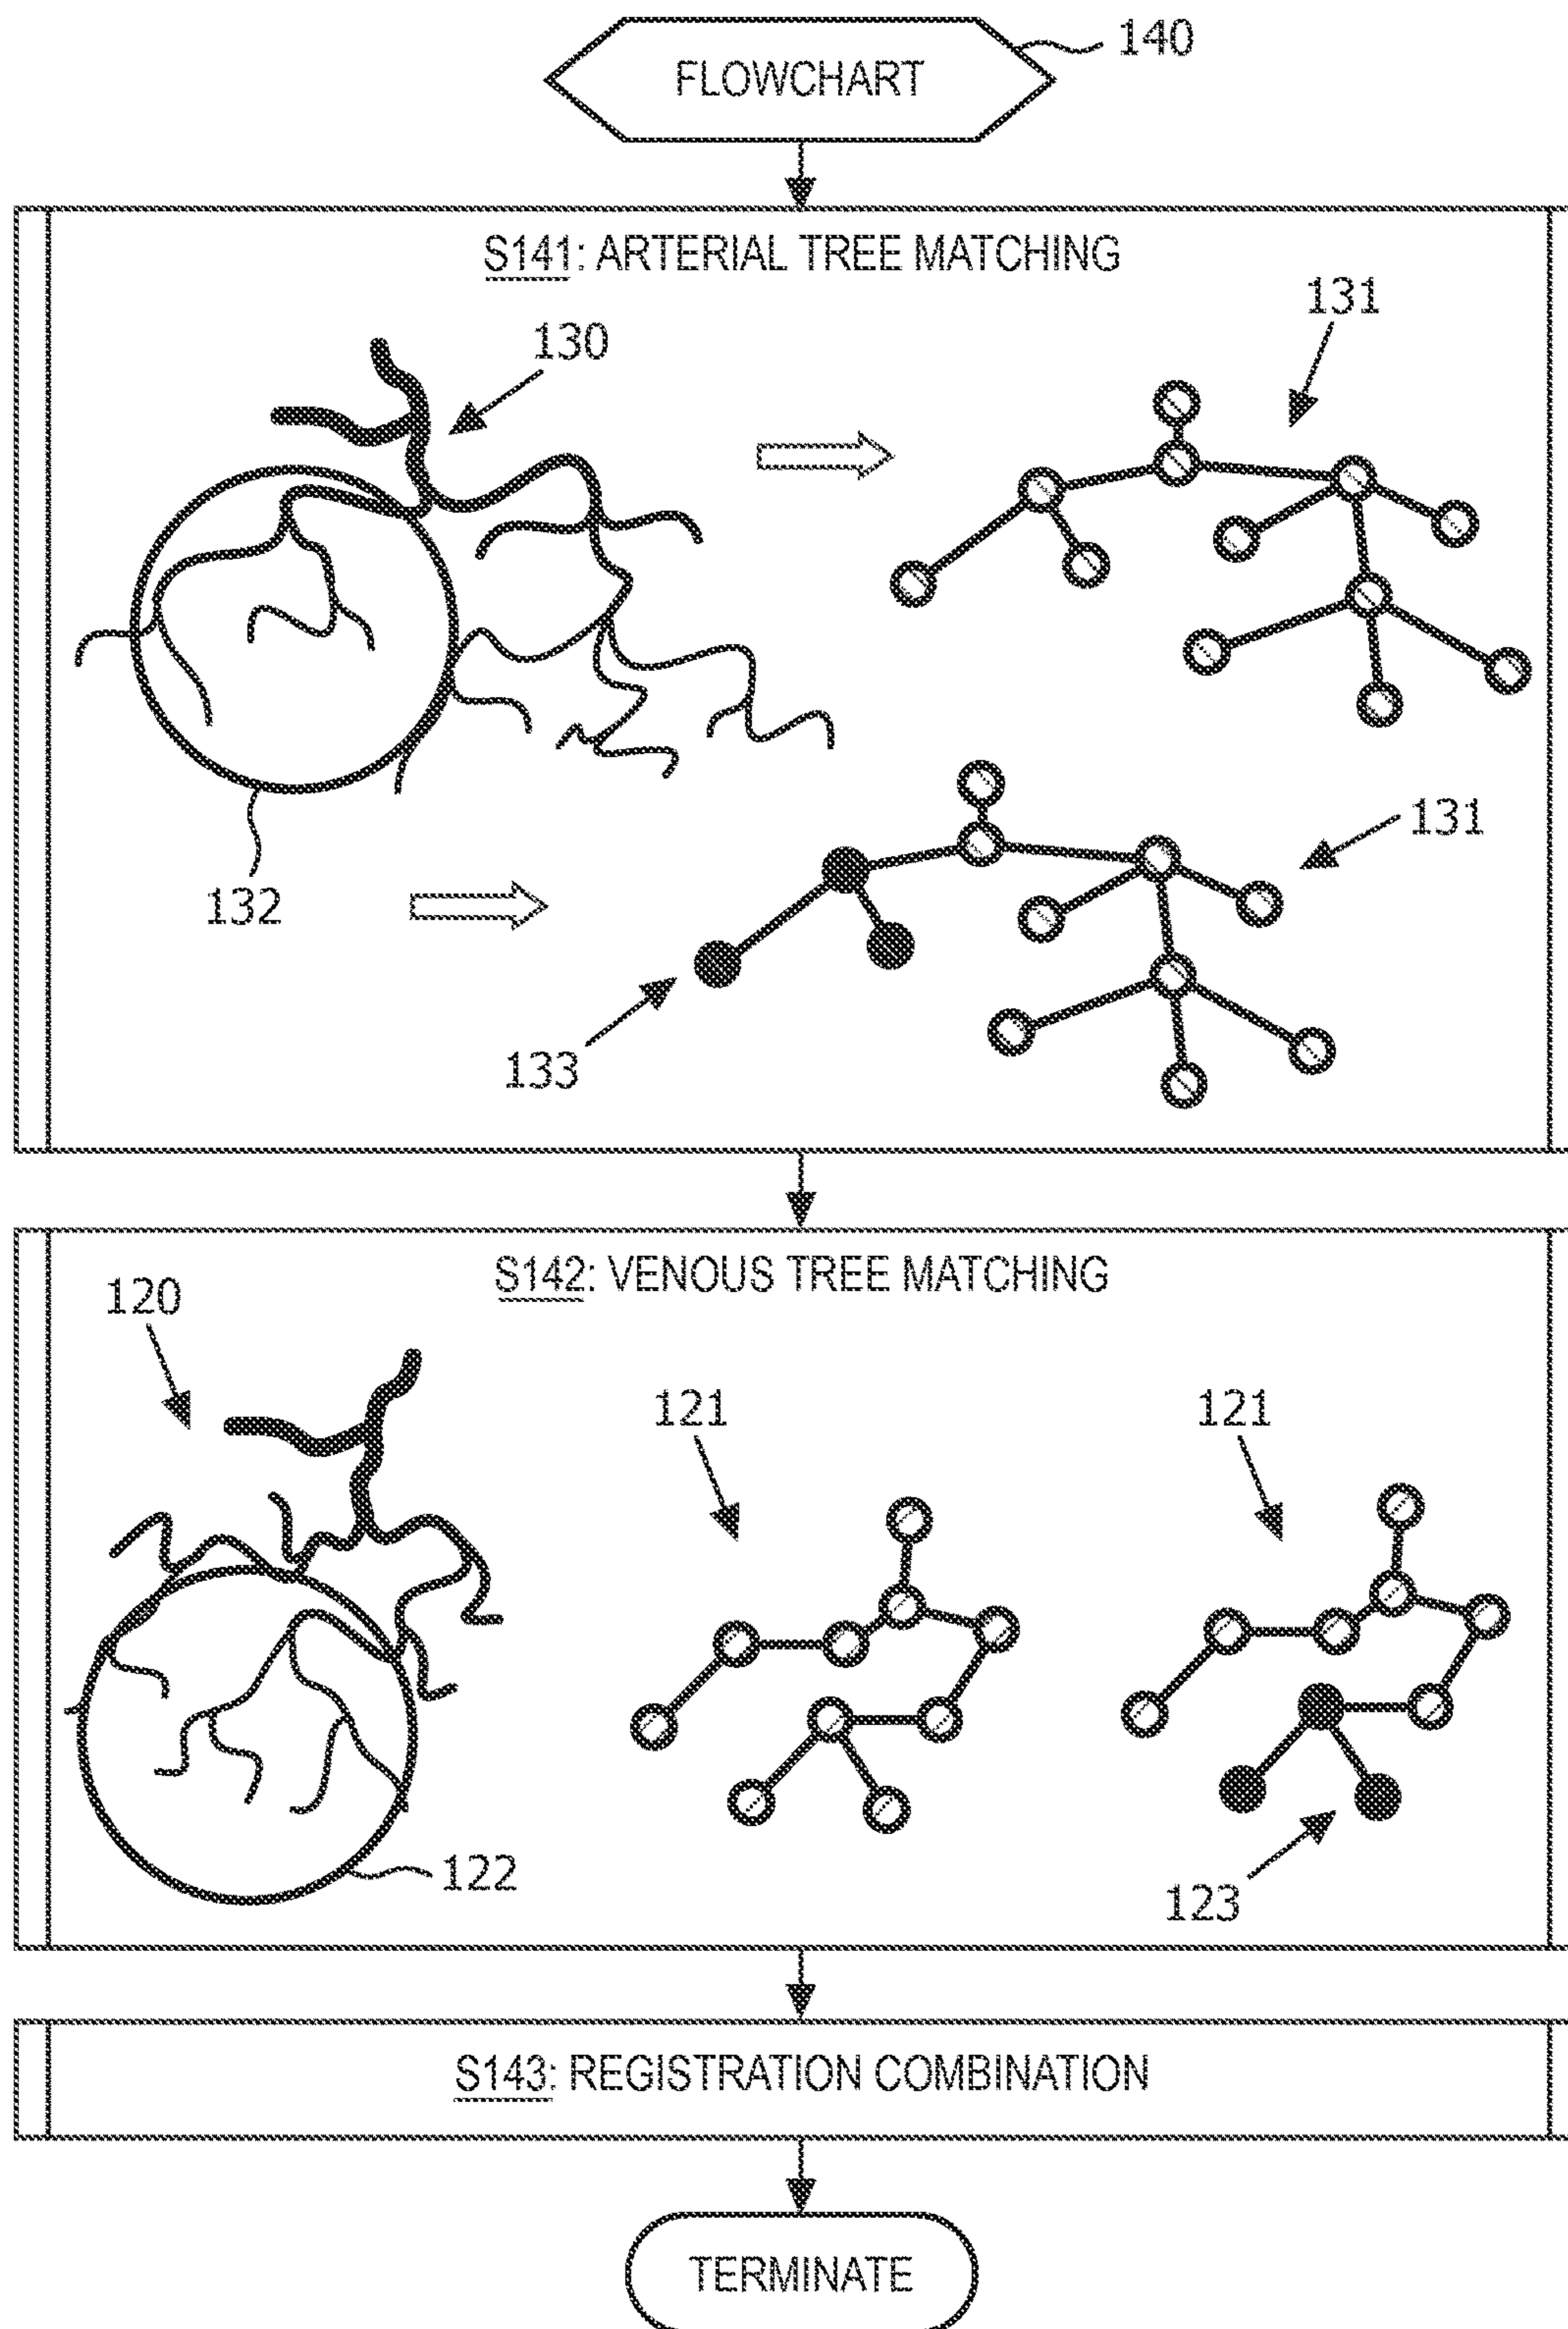 140
FLOWCHART
S141: ARTERIAL TREE MATCHING
131
130
131
132
133
S142: VENOUS TREE MATCHING
120
121
121
122
123
S143: REGISTRATION COMBINATION
TERMINATE